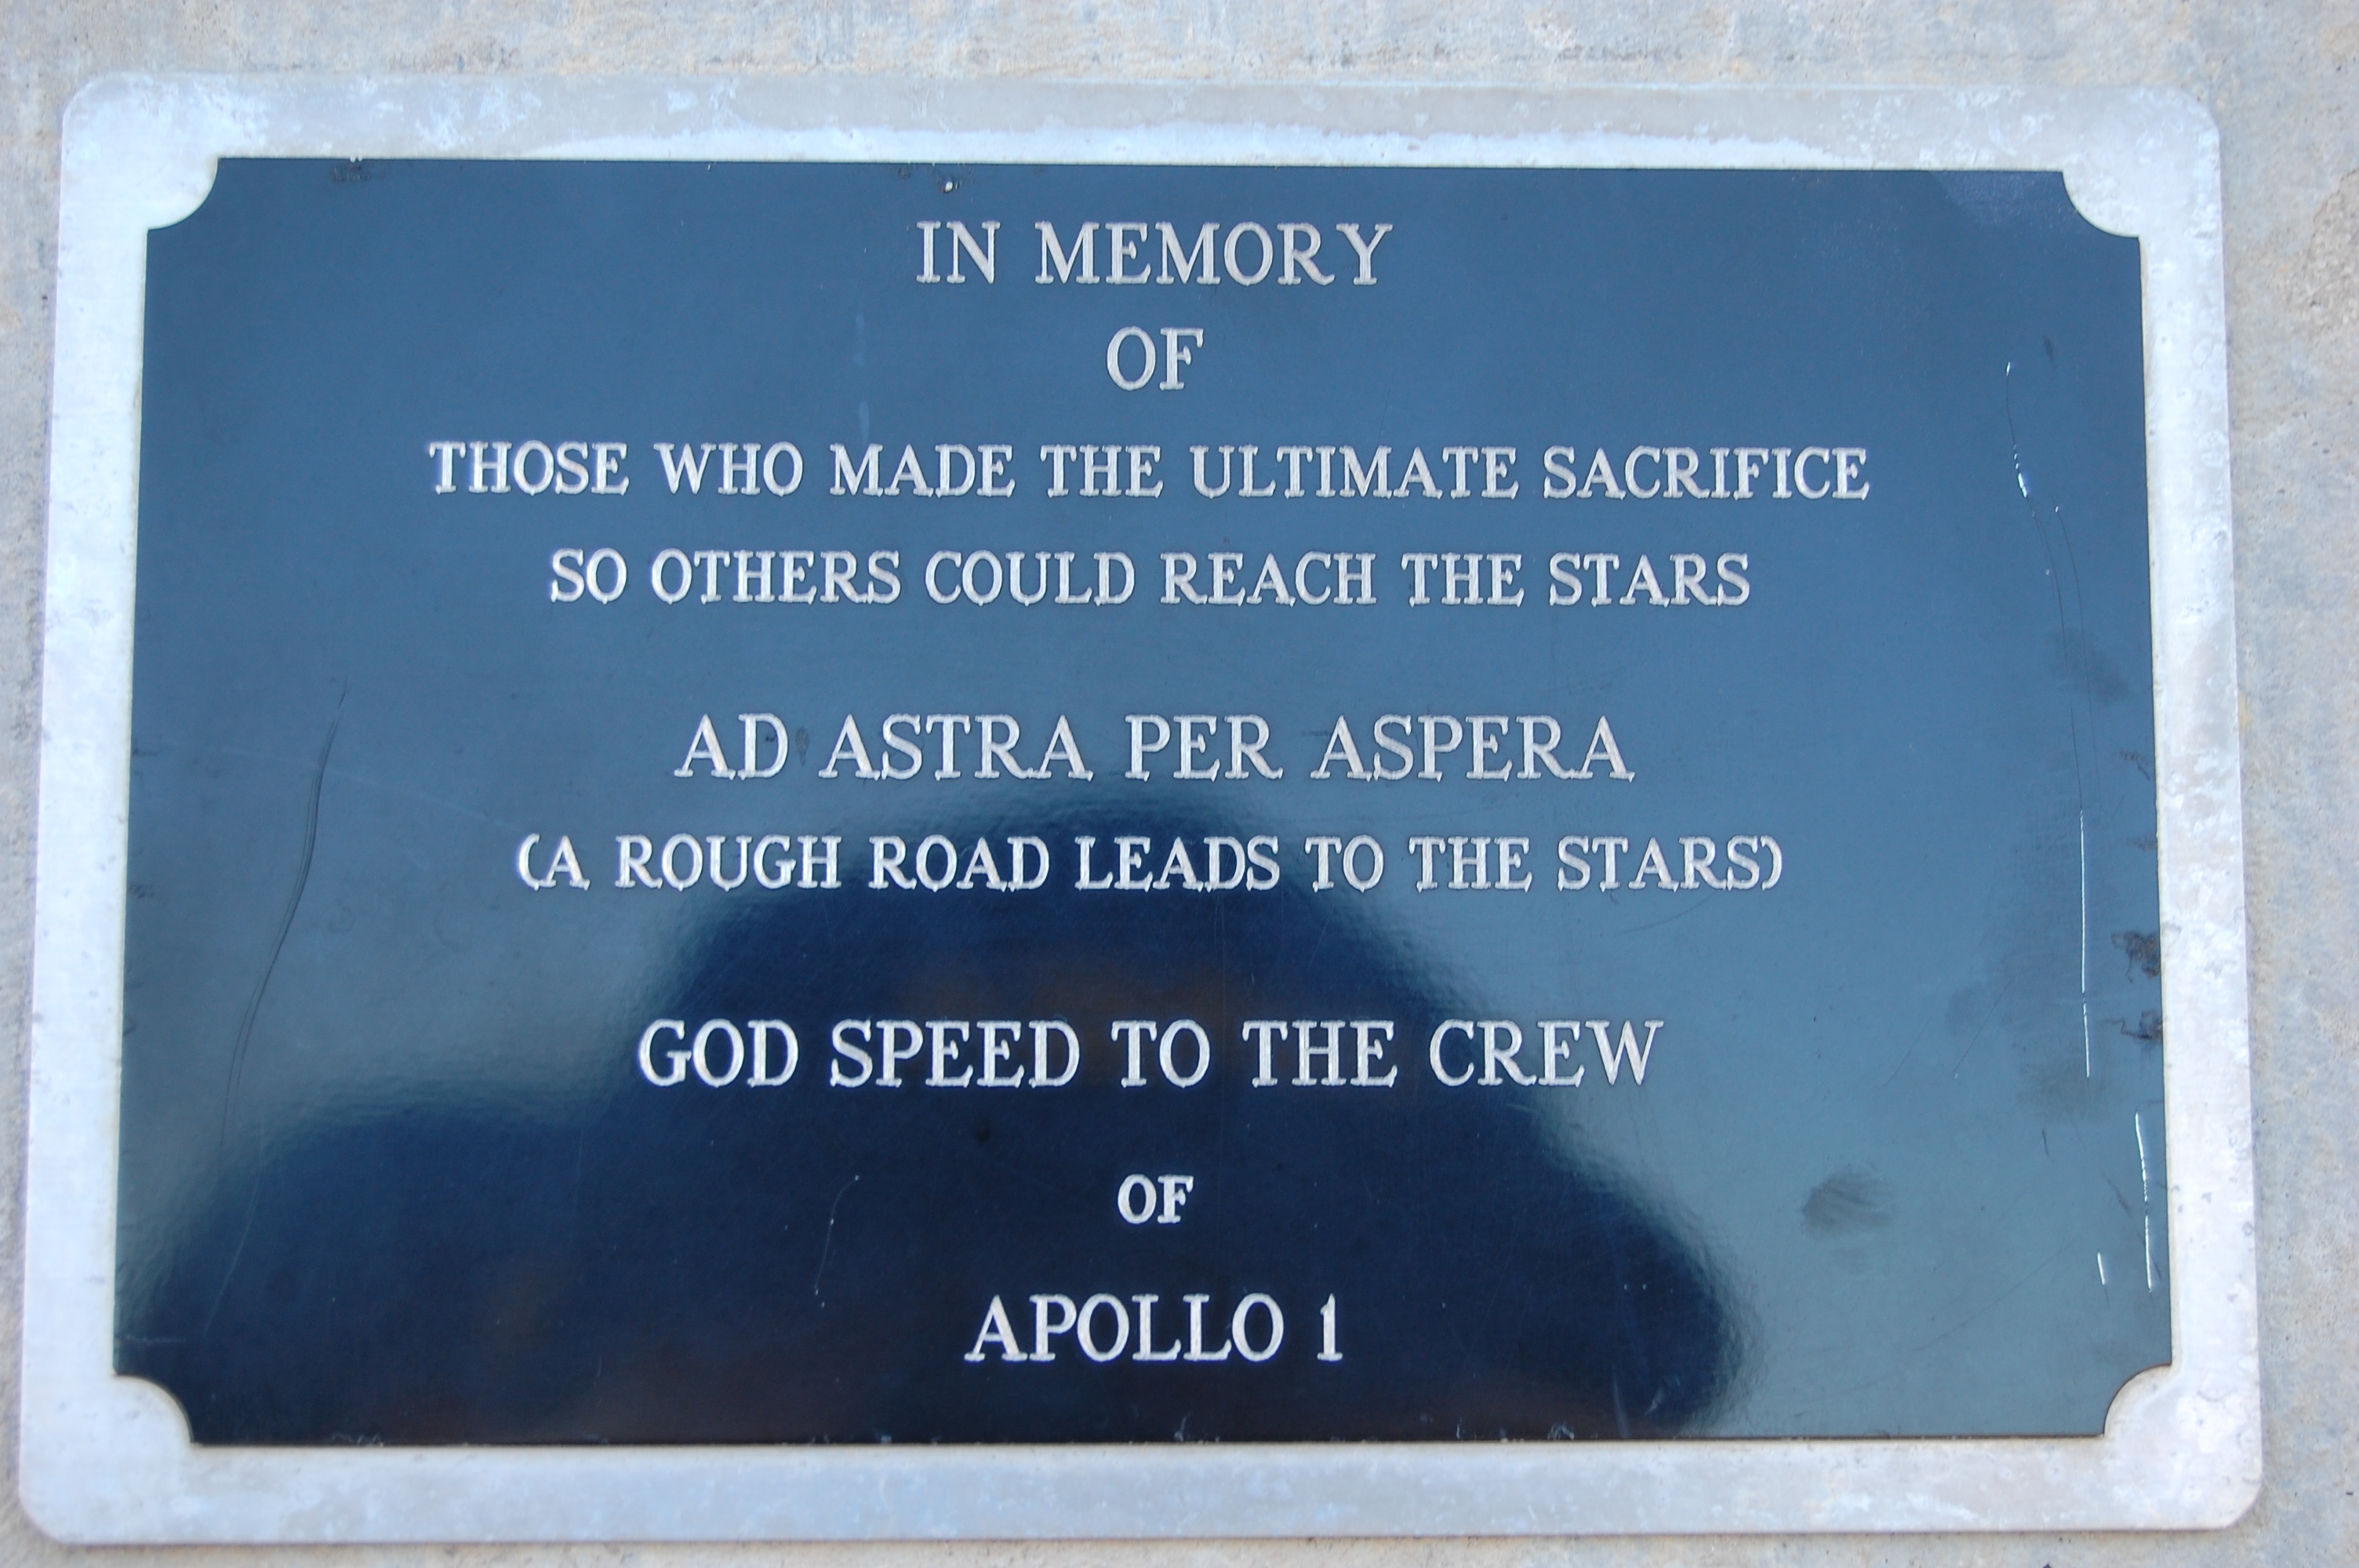 IN MEMORY
OF
THOSE WHO MADE THE ULTIMATE SACRIFICE
SO OTHERS COULD REACH THE STARS
AD ASTRA PER ASPERA
(A ROUGH ROAD LEADS TO THE STARS)
GOD SPEED TO THE CREW
OF
APOLLO 1